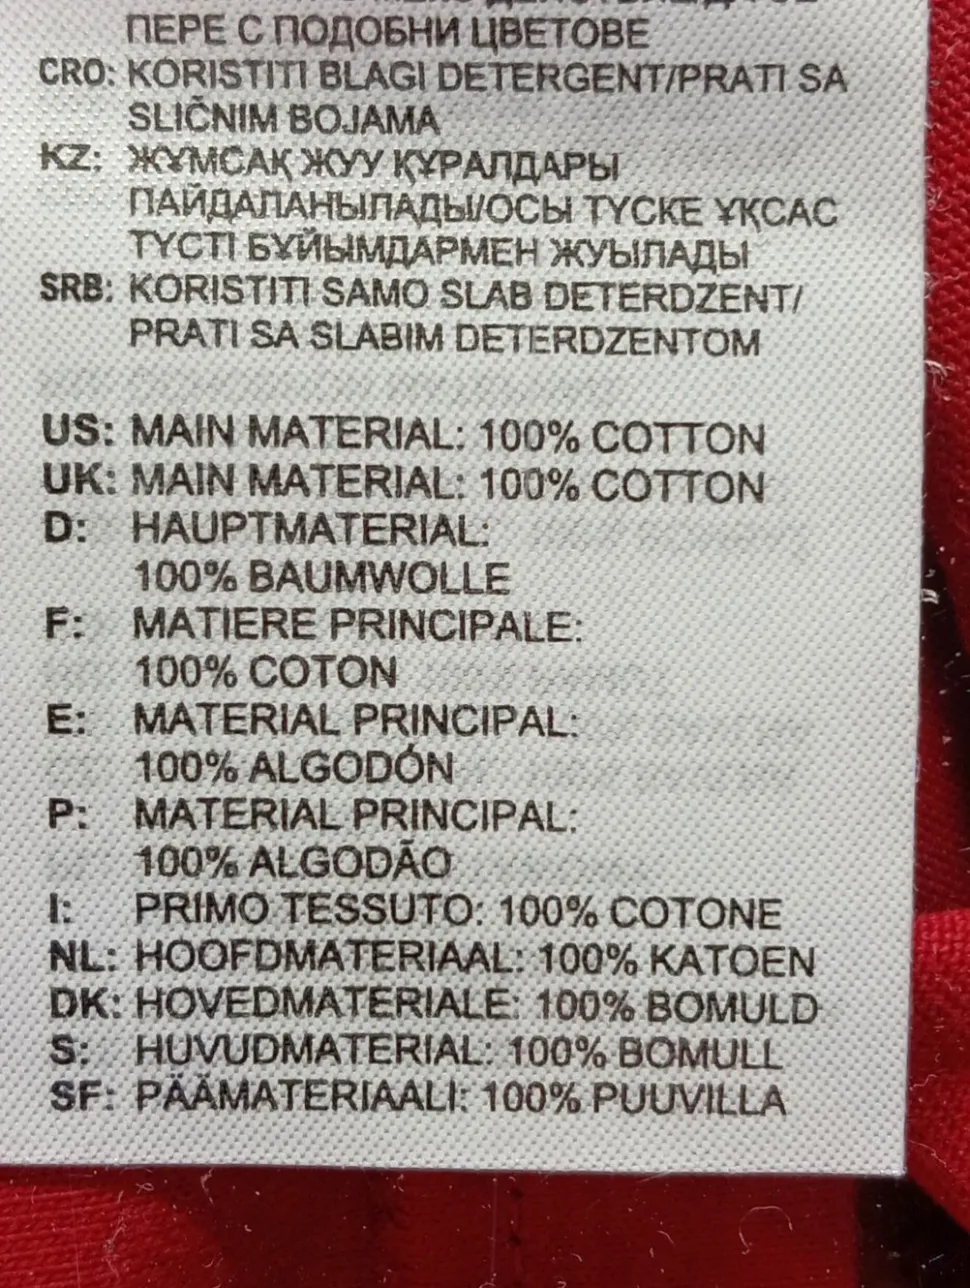 ПЕРЕ С ПОДОБНИ ЦВЕТОВЕ
CRO: KORISTITI BLAGI DETERGENT/PRATI SA
SLIČNIM BOJAMA
KZ: ЖҰМСАҚ ЖУУ ҚҰРАЛДАРЫ
ПАЙДАЛАНЫЛАДЫ/ОСЫ ТҮСКЕ ҰҚСАС
ТҮСТІ БҰЙЫМДАРМЕН ЖУЫЛАДЫ
SRB: KORISTITI SAMO SLAB DETERDZENT/
PRATI SA SLABIM DETERDZENTOM
US: MAIN MATERIAL: 100% COTTON
UK: MAIN MATERIAL: 100% COTTON
D: HAUPTMATERIAL:
100% BAUMWOLLE
F: MATIERE PRINCIPALE:
100% COTON
E: MATERIAL PRINCIPAL:
100% ALGODÓN
P: MATERIAL PRINCIPAL:
100% ALGODÃO
I: PRIMO TESSUTO: 100% COTONE
NL: HOOFDMATERIAAL: 100% KATOEN
DK: HOVEDMATERIALE: 100% BOMULD
S: HUVUDMATERIAL: 100% BOMULL
SF: PÄÄMATERIAALI: 100% PUUVILLA